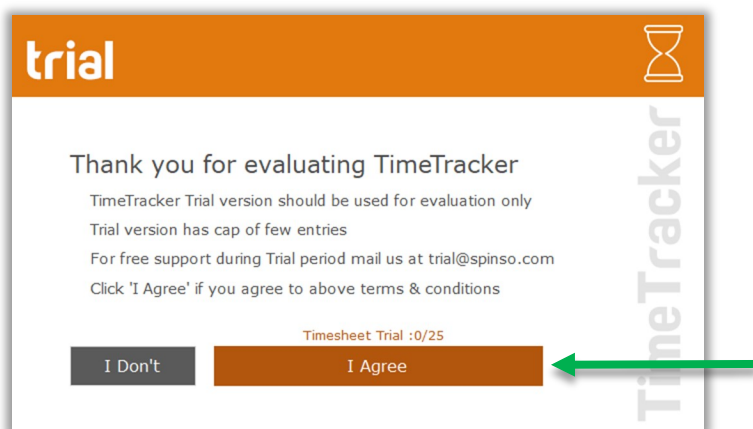 trial
Thank you for evaluating TimeTracker
TimeTracker Trial version should be used for evaluation only
Trial version has cap of few entries
For free support during Trial period mail us at trial@spinso.com
Click 'I Agree' if you agree to above terms & conditions
Timesheet Trial :0/25
I Don't
I Agree
TimeTracker